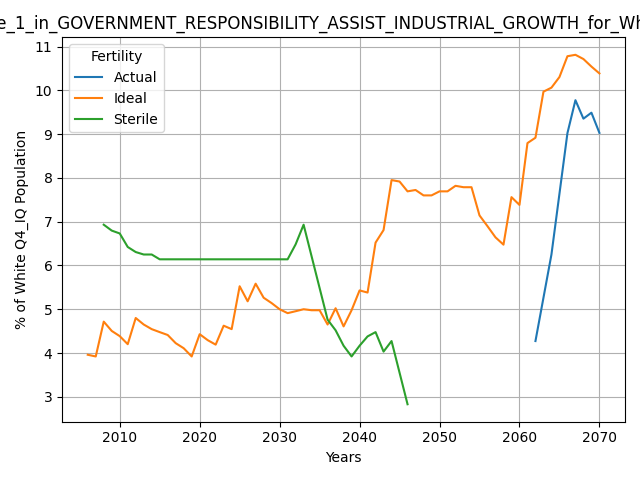 e_1_in_GOVERNMENT_RESPONSIBILITY_ASSIST_INDUSTRIAL_GROWTH_for_Wh
Fertility
Actual
Ideal
Sterile
% of White Q4_IQ Population
11
10
9
8
7
6
5
4
3
2010 2020 2030 2040 2050 2060 2070
Years